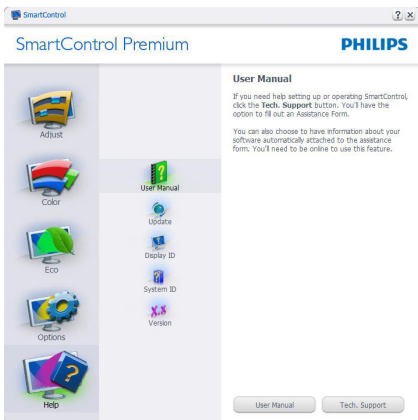 SmartControl
? ×
SmartControl Premium
PHILIPS
Adjust
Color
Eco
Options
Help
User Manual
Update
Display ID
System ID
X.X
Version
User Manual
If you need help setting up or operating SmartControl,
click the Tech. Support button. You'll have the
option to fill out an Assistance Form.
You can also choose to have information about your
software automatically attached to the assistance
form. You'll need to be online to use this feature.
User Manual
Tech. Support